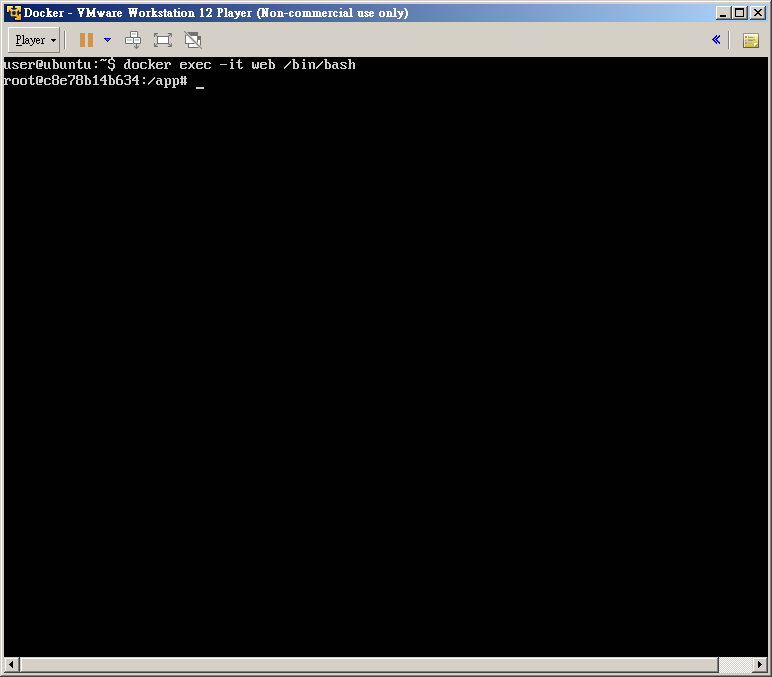 Docker - VMware Workstation 12 Player (Non-commercial use only)
Player
user@ubuntu:~$ docker exec -it web /bin/bash
root@c8e78b14b634:/app# _